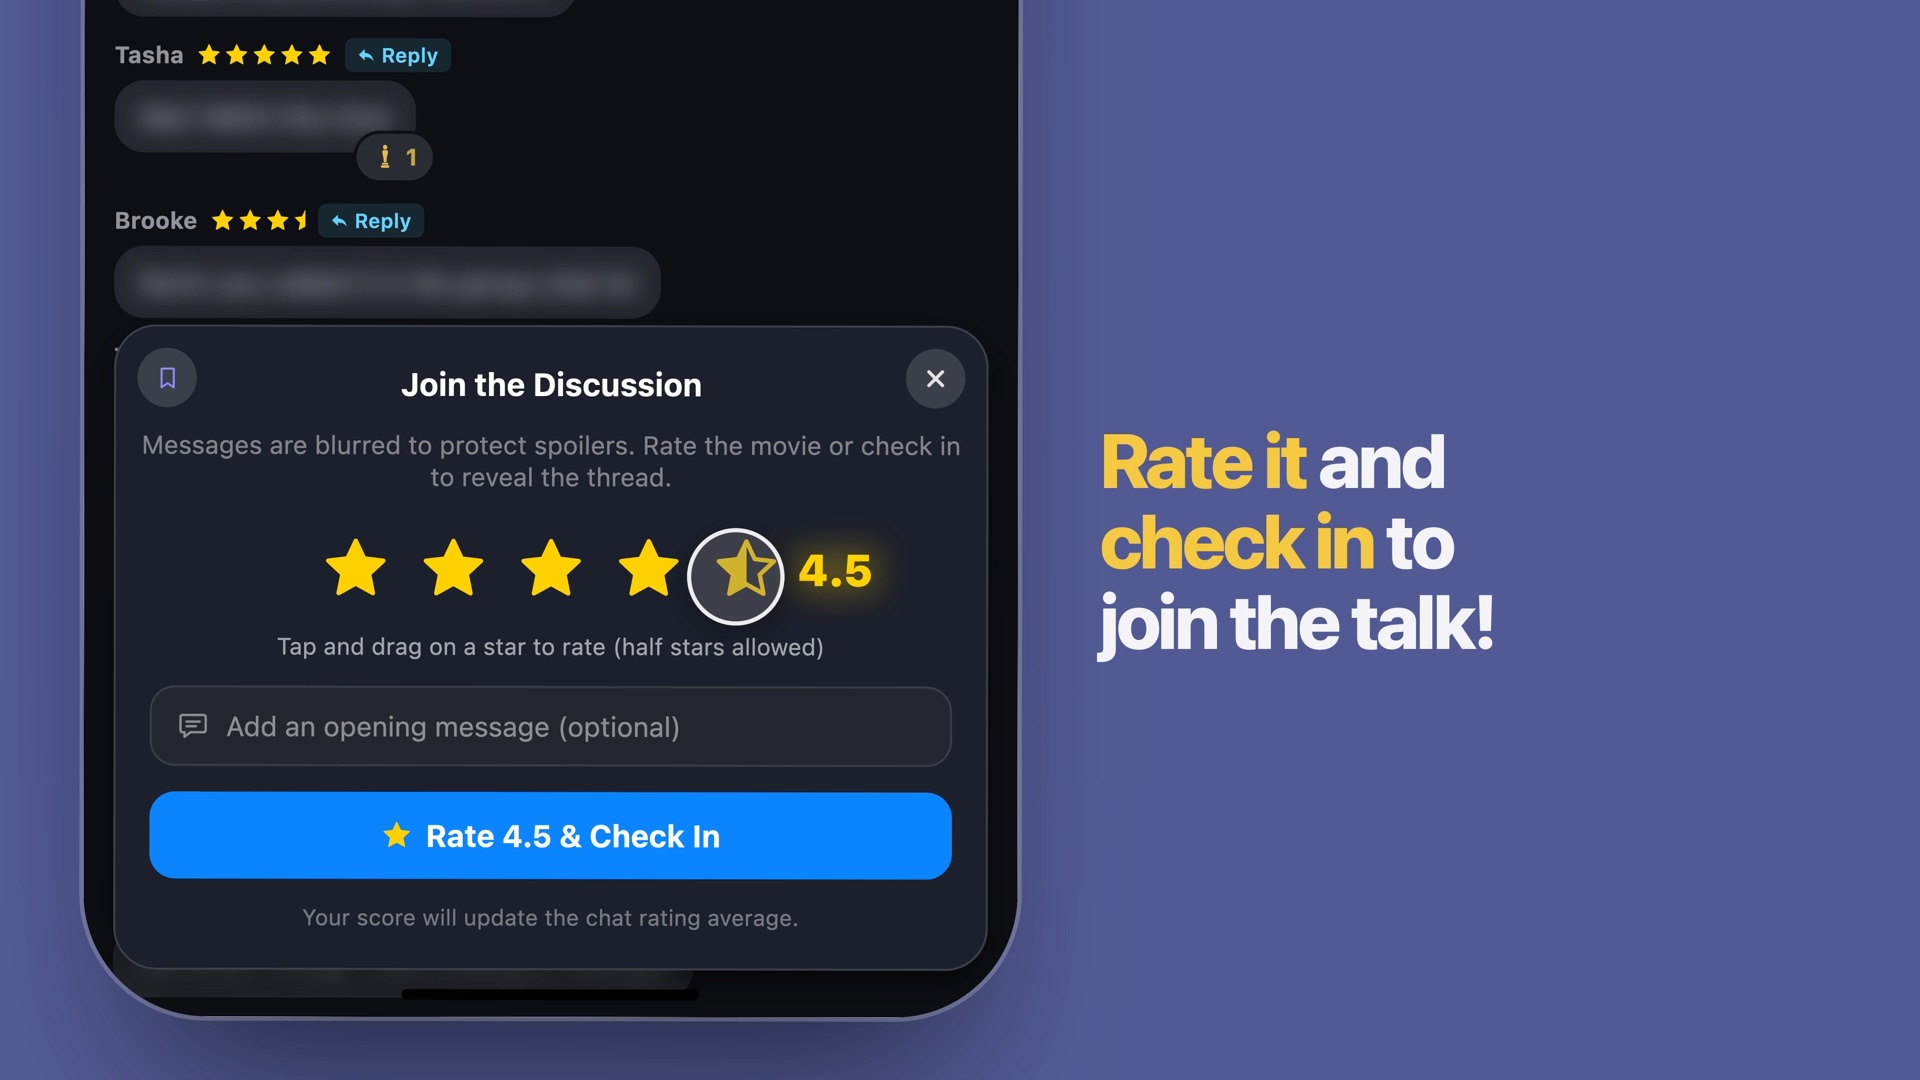 Tasha Reply
1
Brooke Reply
Join the Discussion
Messages are blurred to protect spoilers. Rate the movie or check in
to reveal the thread.
4.5
Tap and drag on a star to rate (half stars allowed)
Add an opening message (optional)
Rate 4.5 & Check In
Your score will update the chat rating average.
Rate it and
check in to
join the talk!